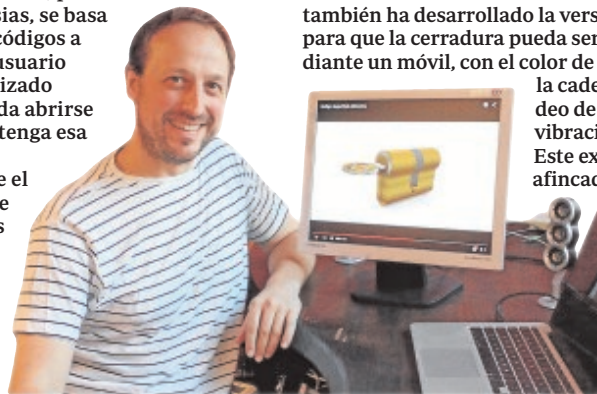 sias, se basa
códigos a
usuario
izado
da abrirse
tenga esa
e el
e
s
también ha desarrollado la vers
para que la cerradura pueda ser
diante un móvil, con el color de
la cade
deo de
vibraci
Este ex
afincad